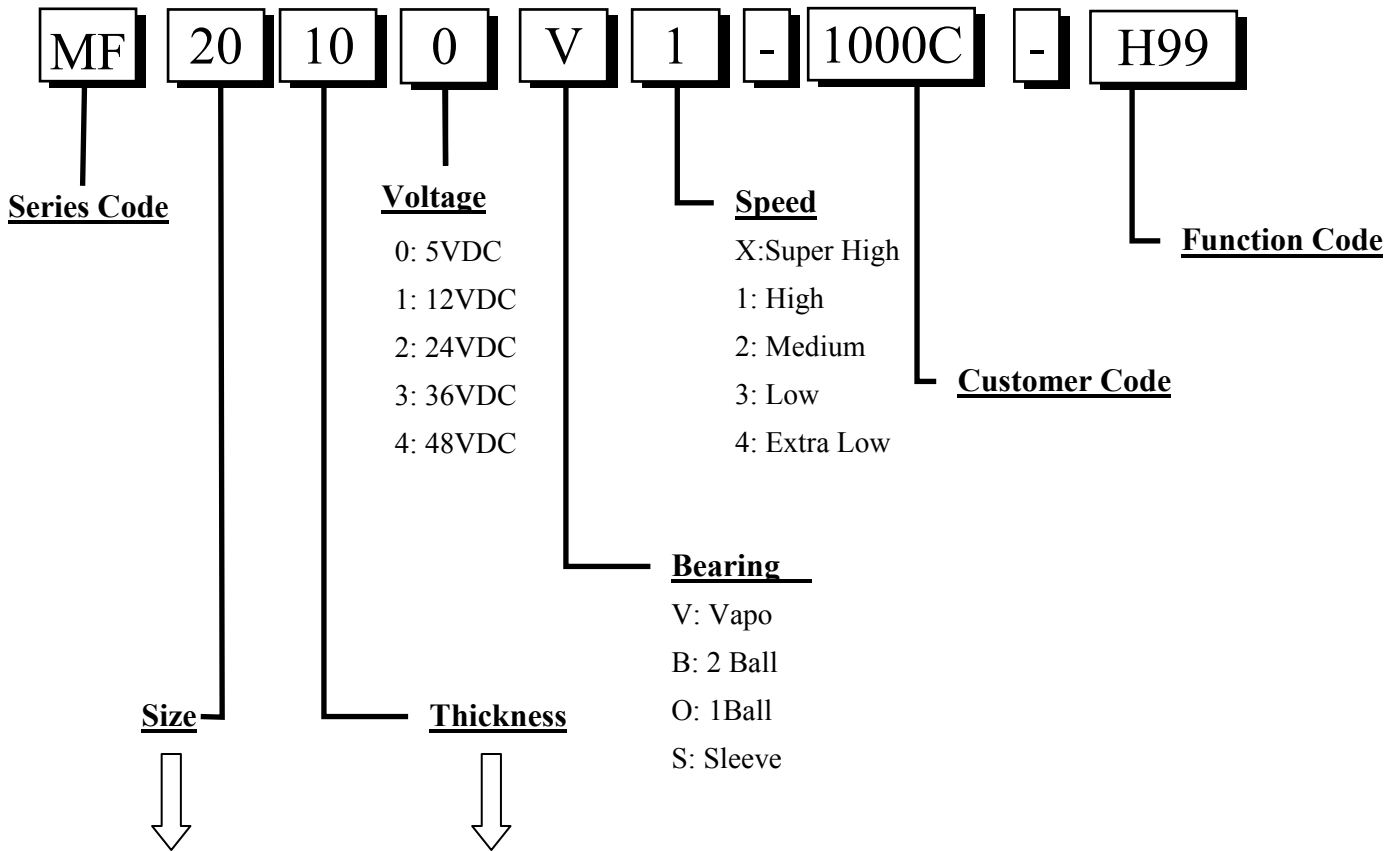 MF 20 10 0 V 1 - 1000C - H99
Series Code
Voltage
0: 5VDC
1: 12VDC
2: 24VDC
3: 36VDC
4: 48VDC
Speed
X:Super High
1: High
2: Medium
3: Low
4: Extra Low
Function Code
Customer Code
Bearing
V: Vapo
B: 2 Ball
O: 1Ball
S: Sleeve
Size
Thickness